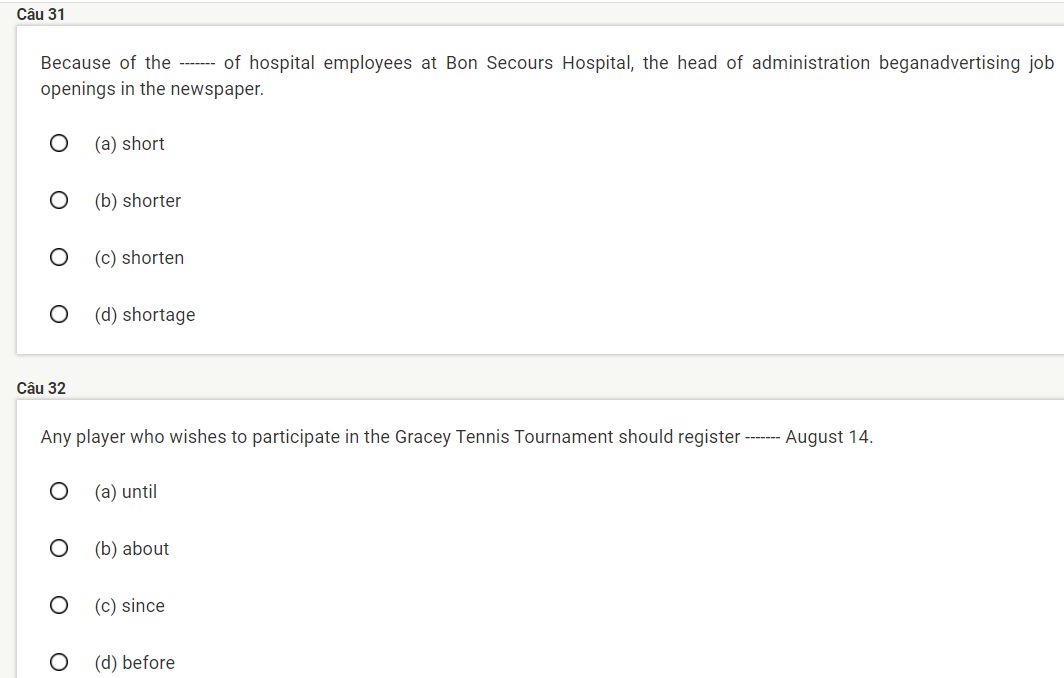 Câu 31
Because of the ------- of hospital employees at Bon Secours Hospital, the head of administration beganadvertising job
openings in the newspaper.
(a) short
(b) shorter
(c) shorten
(d) shortage
Câu 32
Any player who wishes to participate in the Gracey Tennis Tournament should register ------- August 14.
(a) until
(b) about
(c) since
(d) before